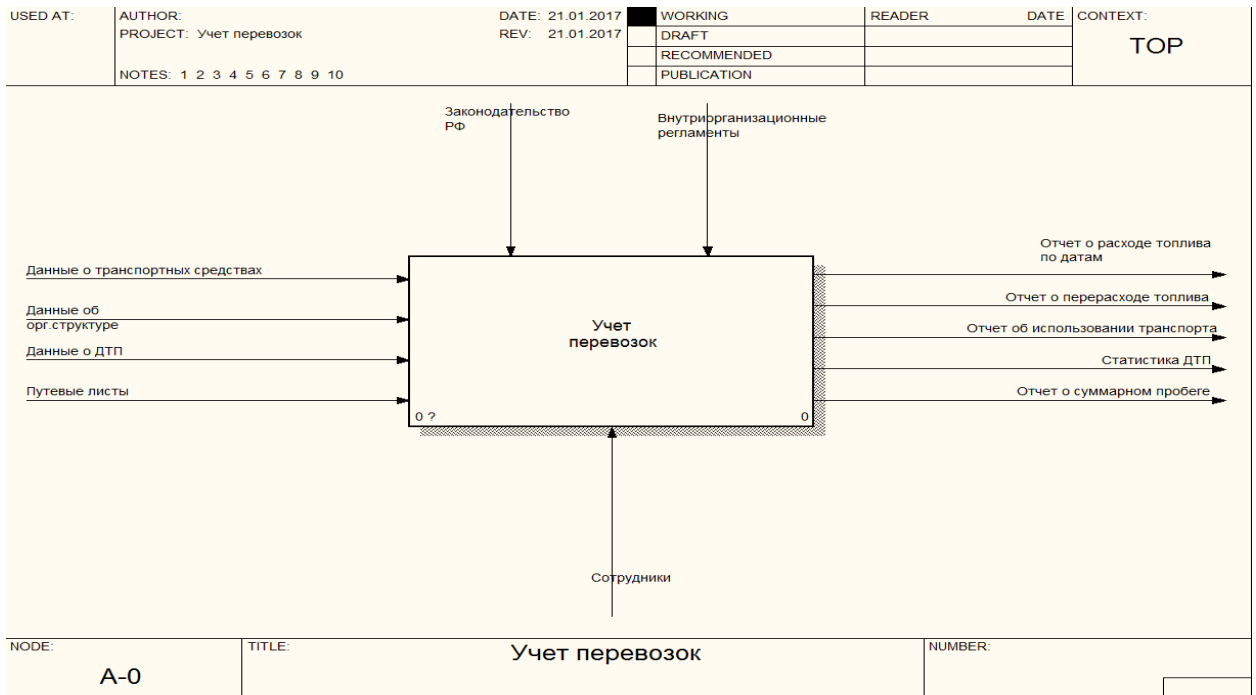 USED AT:
AUTHOR:
DATE: 21.01.2017
PROJECT: Учет перевозок
REV: 21.01.2017
NOTES: 1 2 3 4 5 6 7 8 9 10
WORKING
DRAFT
RECOMMENDED
PUBLICATION
READER
DATE
CONTEXT:
TOP
Законодательство
РФ
Внутриорганизационные
регламенты
Данные о транспортных средствах
Данные об
орг.структуре
Данные о ДТП
Путевые листы
Учет
перевозок
0 ?
0
Отчет о расходе топлива
по датам
Отчет о перерасходе топлива
Отчет об использовании транспорта
Статистика ДТП
Отчет о суммарном пробеге
Сотрудники
NODE:
A-0
TITLE:
Учет перевозок
NUMBER: